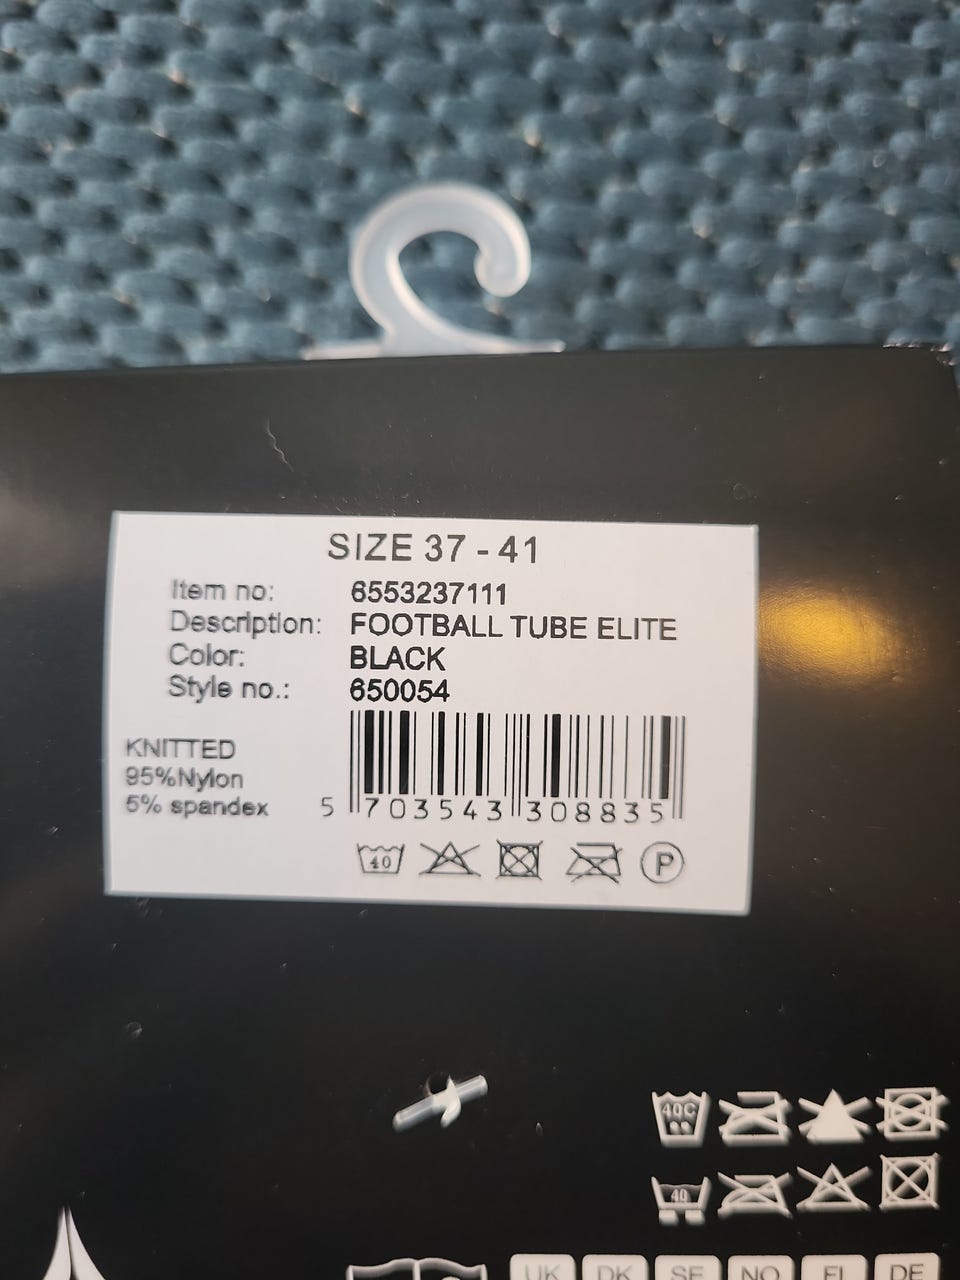 SIZE 37 - 41
Item no: 6553237111
Description: FOOTBALL TUBE ELITE
Color: BLACK
Style no.: 650054
KNITTED
95%Nylon
5% spandex
5 703543 308835
40 P
40C
40
UK DK SE NO FI DE